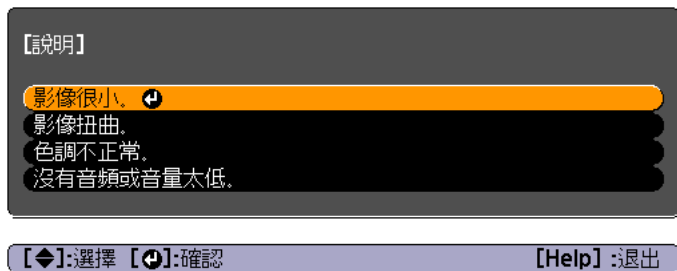 [說明]
影像很小。
影像扭曲。
色調不正常。
沒有音頻或音量太低。
[◆]:選擇 [⏎]:確認 [Help] :退出